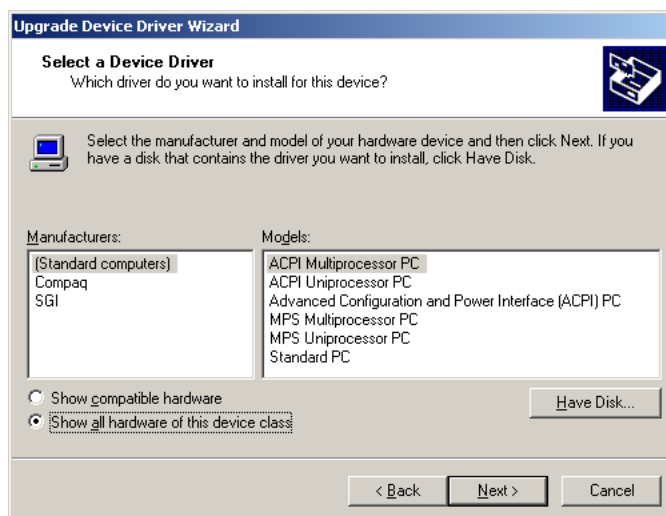 Upgrade Device Driver Wizard
Select a Device Driver
Which driver do you want to install for this device?
Select the manufacturer and model of your hardware device and then click Next. If you
have a disk that contains the driver you want to install, click Have Disk.
Manufacturers:
(Standard computers)
Compaq
SGI
Models:
ACPI Multiprocessor PC
ACPI Uniprocessor PC
Advanced Configuration and Power Interface (ACPI) PC
MPS Multiprocessor PC
MPS Uniprocessor PC
Standard PC
Show compatible hardware
Show all hardware of this device class
Have Disk...
< Back
Next >
Cancel